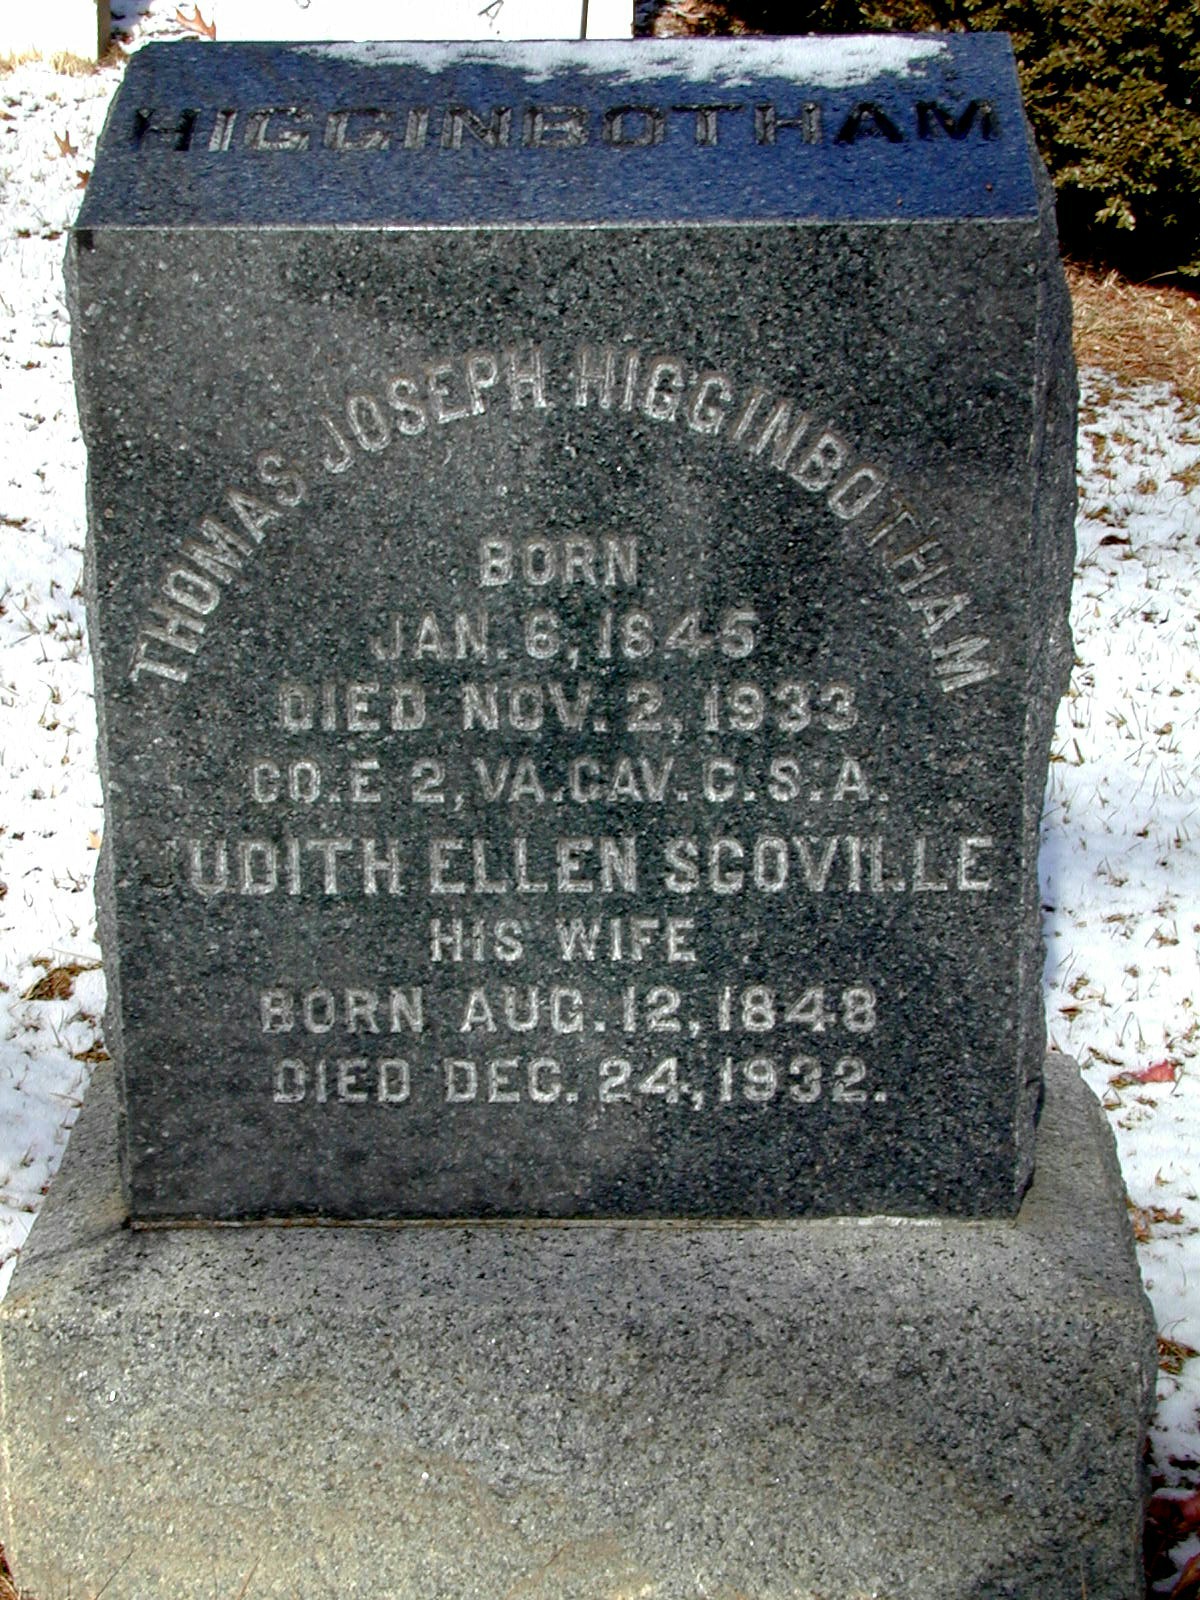 HIGGINBOTHAM
THOMAS JOSEPH HIGGINBOTHAM
BORN
JAN. 6, 1845
DIED NOV. 2, 1933
CO. E 2, VA. CAV. C. S. A.
JUDITH ELLEN SCOVILLE
HIS WIFE
BORN AUG. 12, 1848
DIED DEC. 24, 1932.